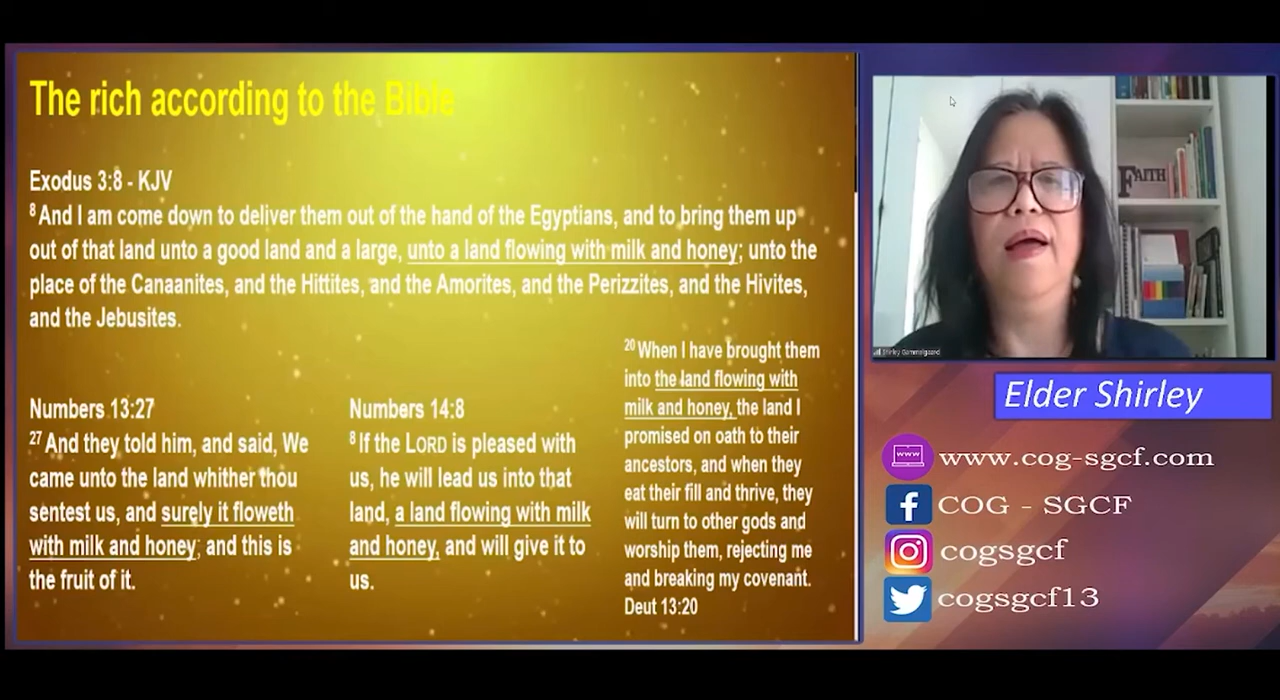 The rich according to the Bible
Exodus 3:8 - KJV
8 And I am come down to deliver them out of the hand of the Egyptians, and to bring them up
out of that land unto a good land and a large, unto a land flowing with milk and honey; unto the
place of the Canaanites, and the Hittites, and the Amorites, and the Perizzites, and the Hivites,
and the Jebusites.
Numbers 13:27
27 And they told him, and said, We
came unto the land whither thou
sentest us, and surely it floweth
with milk and honey; and this is
the fruit of it.
Numbers 14:8
8 If the LORD is pleased with
us, he will lead us into that
land, a land flowing with milk
and honey, and will give it to
us.
20 When I have brought them
into the land flowing with
milk and honey, the land I
promised on oath to their
ancestors, and when they
eat their fill and thrive, they
will turn to other gods and
worship them, rejecting me
and breaking my covenant.
Deut 13:20
FAITH
Shirley Gammelgaard
Elder Shirley
www
www.cog-sgcf.com
COG - SGCF
cogsgcf
cogsgcf13